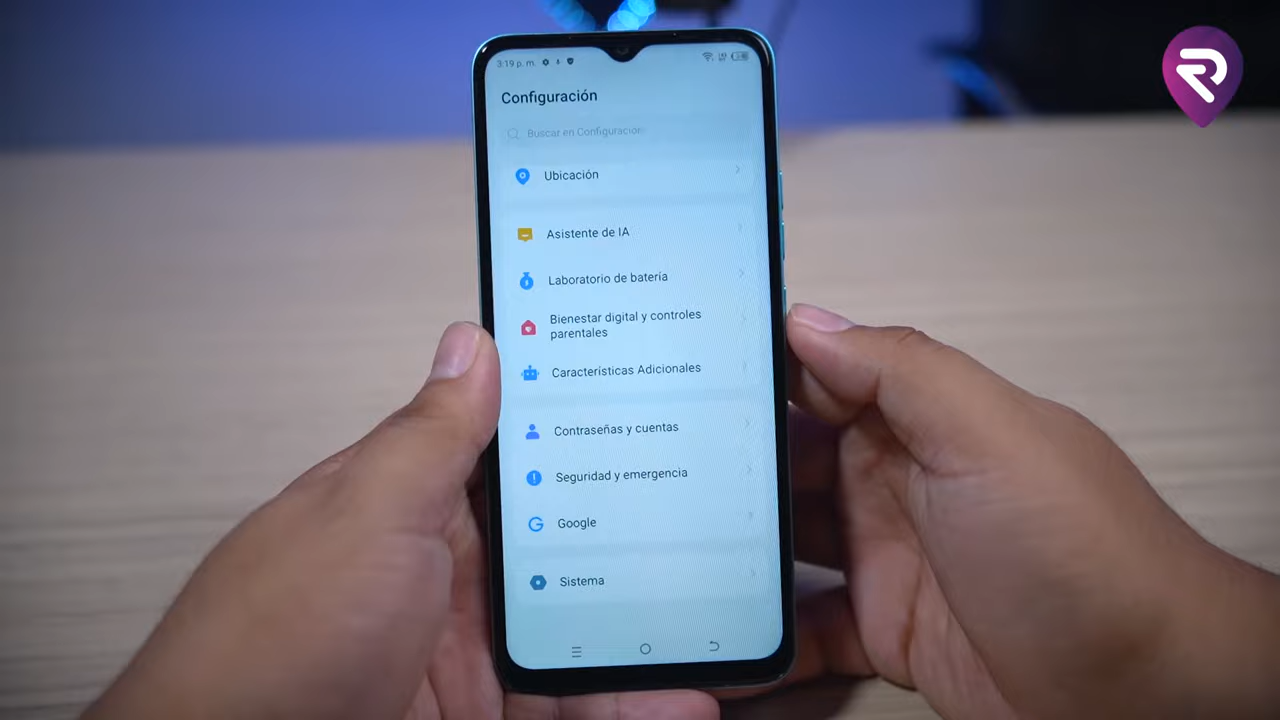 3:19 p. m.
Configuración
Buscar en Configuración
Ubicación
Asistente de IA
Laboratorio de batería
Bienestar digital y controles
parentales
Características Adicionales
Contraseñas y cuentas
Seguridad y emergencia
Google
Sistema